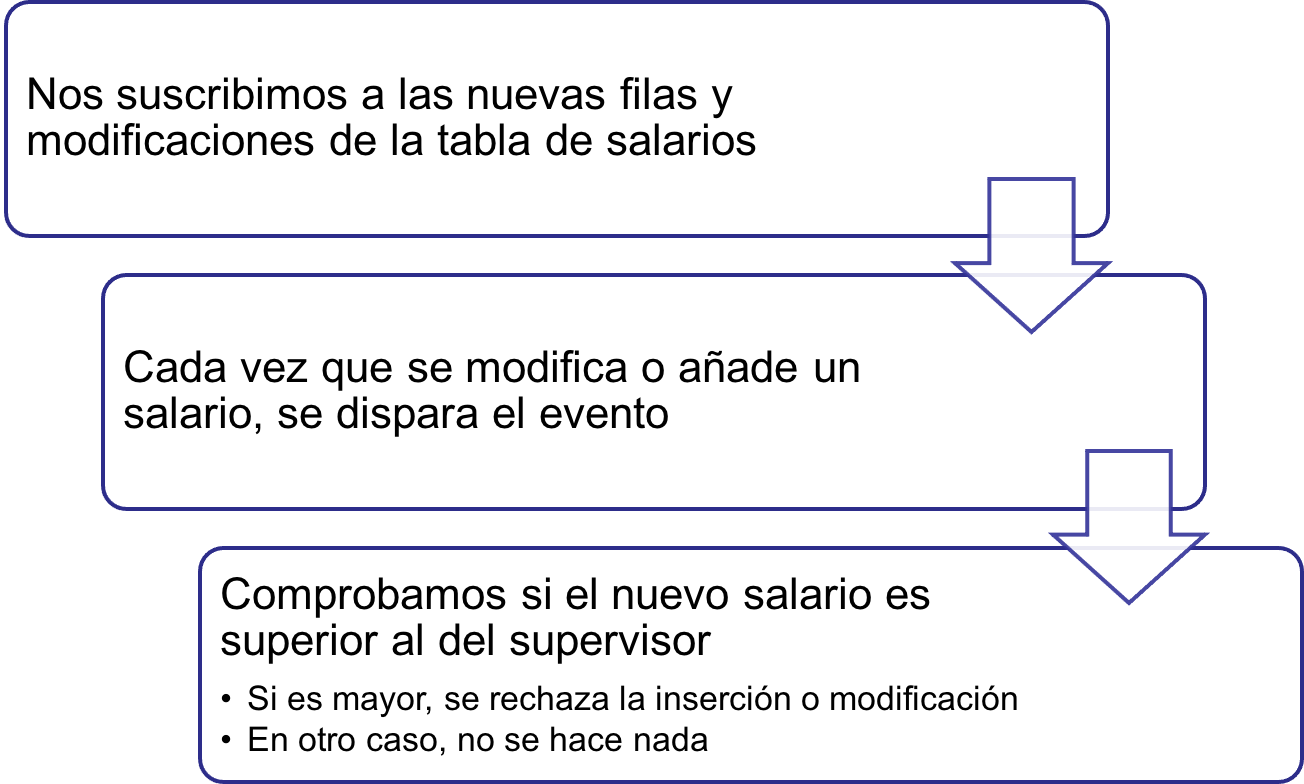 Nos suscribimos a las nuevas filas y
modificaciones de la tabla de salarios
Cada vez que se modifica o añade un
salario, se dispara el evento
Comprobamos si el nuevo salario es
superior al del supervisor
• Si es mayor, se rechaza la inserción o modificación
• En otro caso, no se hace nada